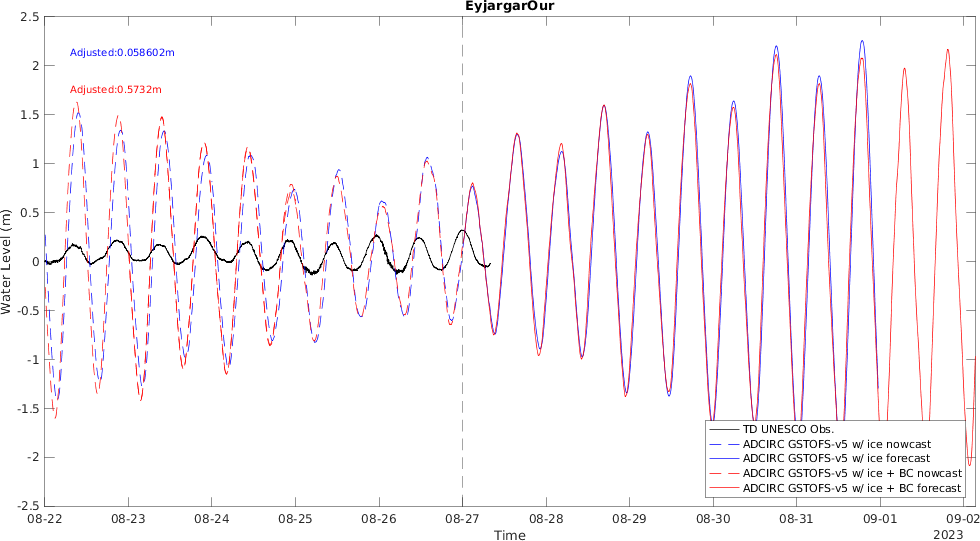 EyjargarOur
Adjusted:0.058602m
Adjusted:0.5732m
Water Level (m)
2.5
2
1.5
1
0.5
0
-0.5
-1
-1.5
-2
-2.5
TD UNESCO Obs.
ADCIRC GSTOFS-v5 w/ ice nowcast
ADCIRC GSTOFS-v5 w/ ice forecast
ADCIRC GSTOFS-v5 w/ ice + BC nowcast
ADCIRC GSTOFS-v5 w/ ice + BC forecast
08-22 08-23 08-24 08-25 08-26 08-27 08-28 08-29 08-30 08-31 09-01 09-02
Time
2023